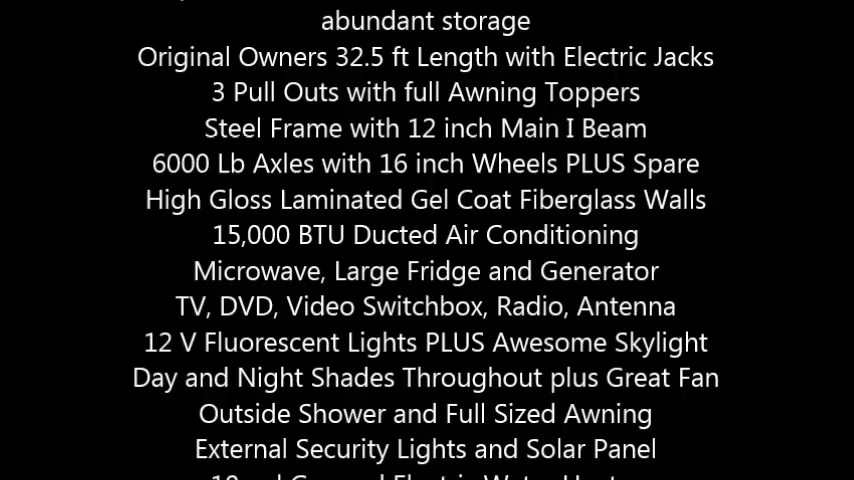 abundant storage
Original Owners 32.5 ft Length with Electric Jacks
3 Pull Outs with full Awning Toppers
Steel Frame with 12 inch Main I Beam
6000 Lb Axles with 16 inch Wheels PLUS Spare
High Gloss Laminated Gel Coat Fiberglass Walls
15,000 BTU Ducted Air Conditioning
Microwave, Large Fridge and Generator
TV, DVD, Video Switchbox, Radio, Antenna
12 V Fluorescent Lights PLUS Awesome Skylight
Day and Night Shades Throughout plus Great Fan
Outside Shower and Full Sized Awning
External Security Lights and Solar Panel